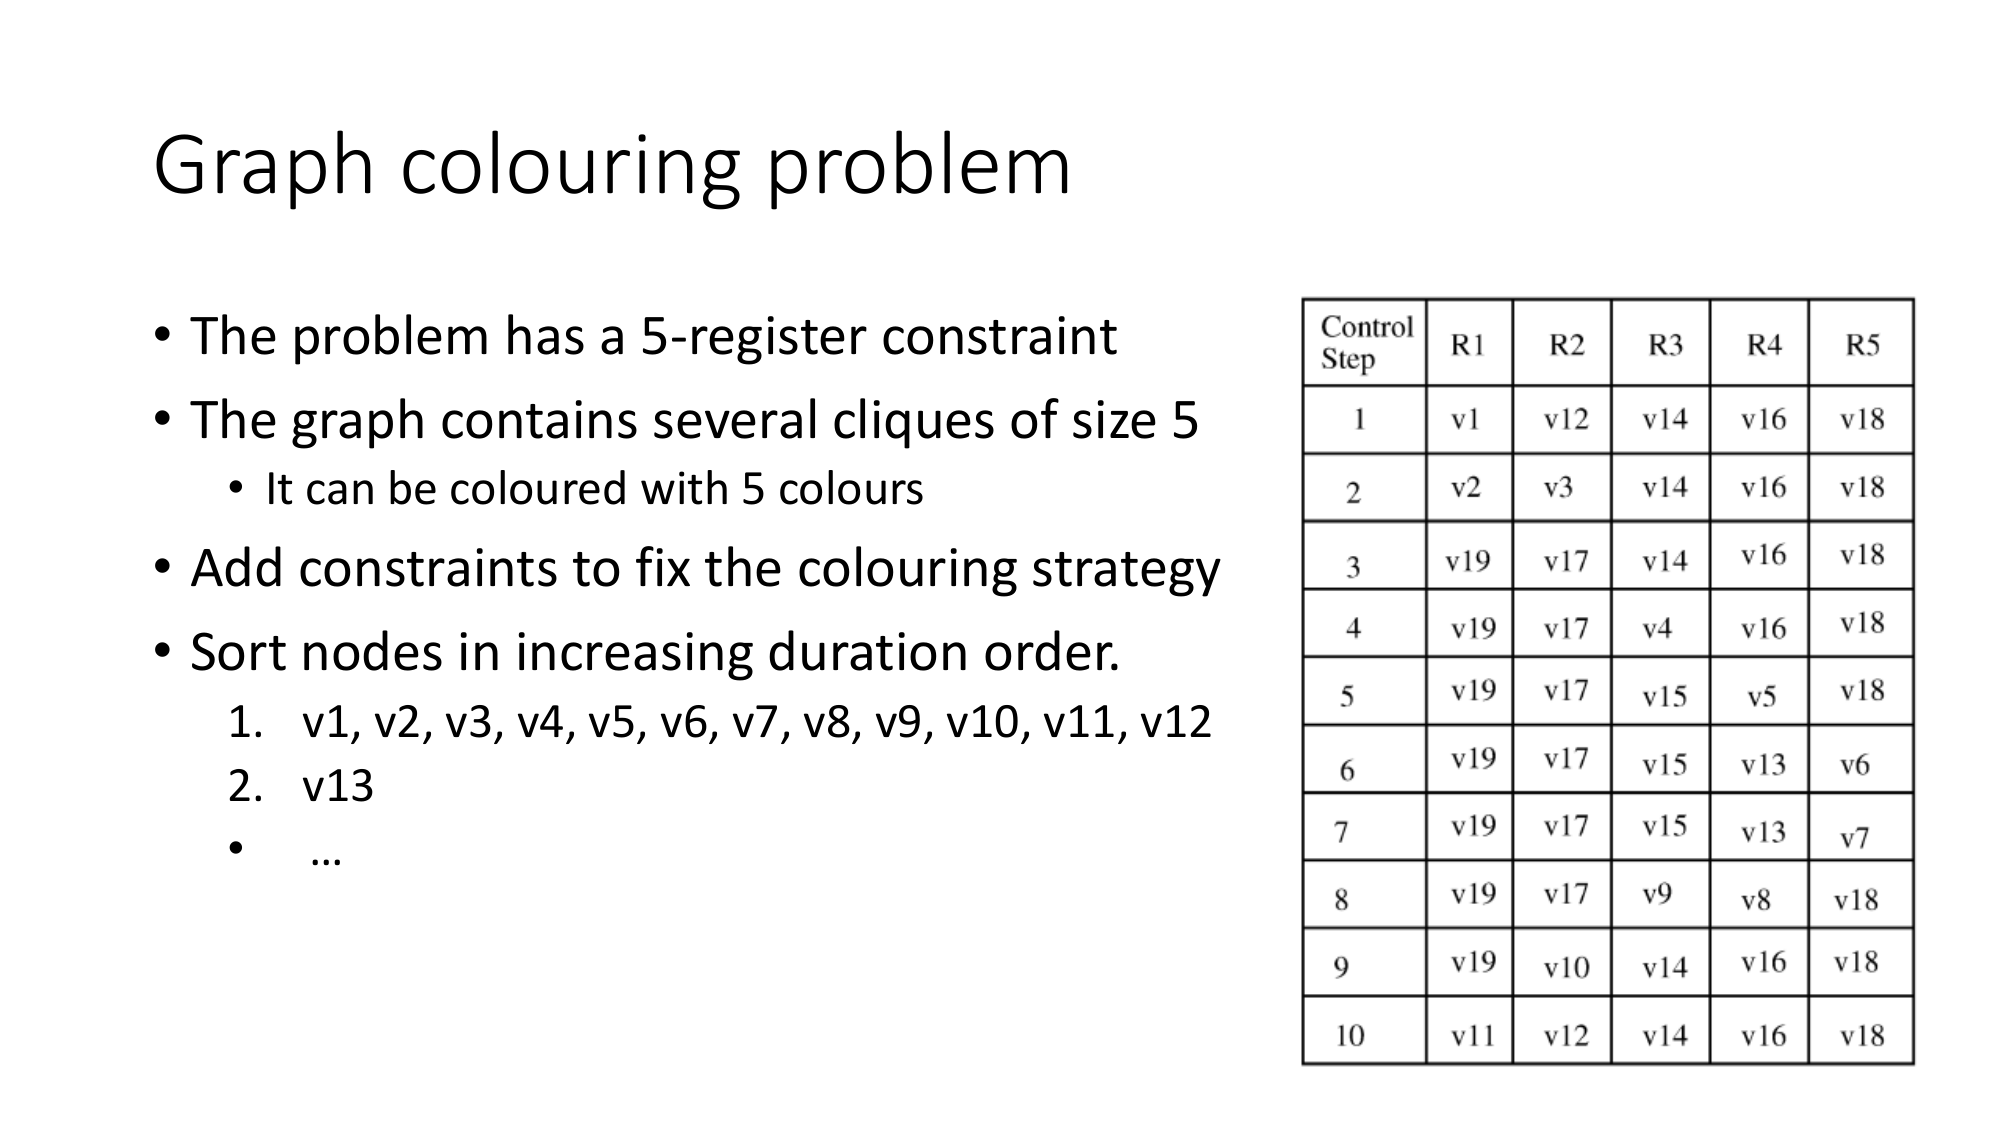 Graph colouring problem
• The problem has a 5-register constraint
• The graph contains several cliques of size 5
• It can be coloured with 5 colours
• Add constraints to fix the colouring strategy
• Sort nodes in increasing duration order.
1. v1, v2, v3, v4, v5, v6, v7, v8, v9, v10, v11, v12
2. v13
• ...
Control Step R1 R2 R3 R4 R5
1 v1 v12 v14 v16 v18
2 v2 v3 v14 v16 v18
3 v19 v17 v14 v16 v18
4 v19 v17 v4 v16 v18
5 v19 v17 v15 v5 v18
6 v19 v17 v15 v13 v6
7 v19 v17 v15 v13 v7
8 v19 v17 v9 v8 v18
9 v19 v10 v14 v16 v18
10 v11 v12 v14 v16 v18